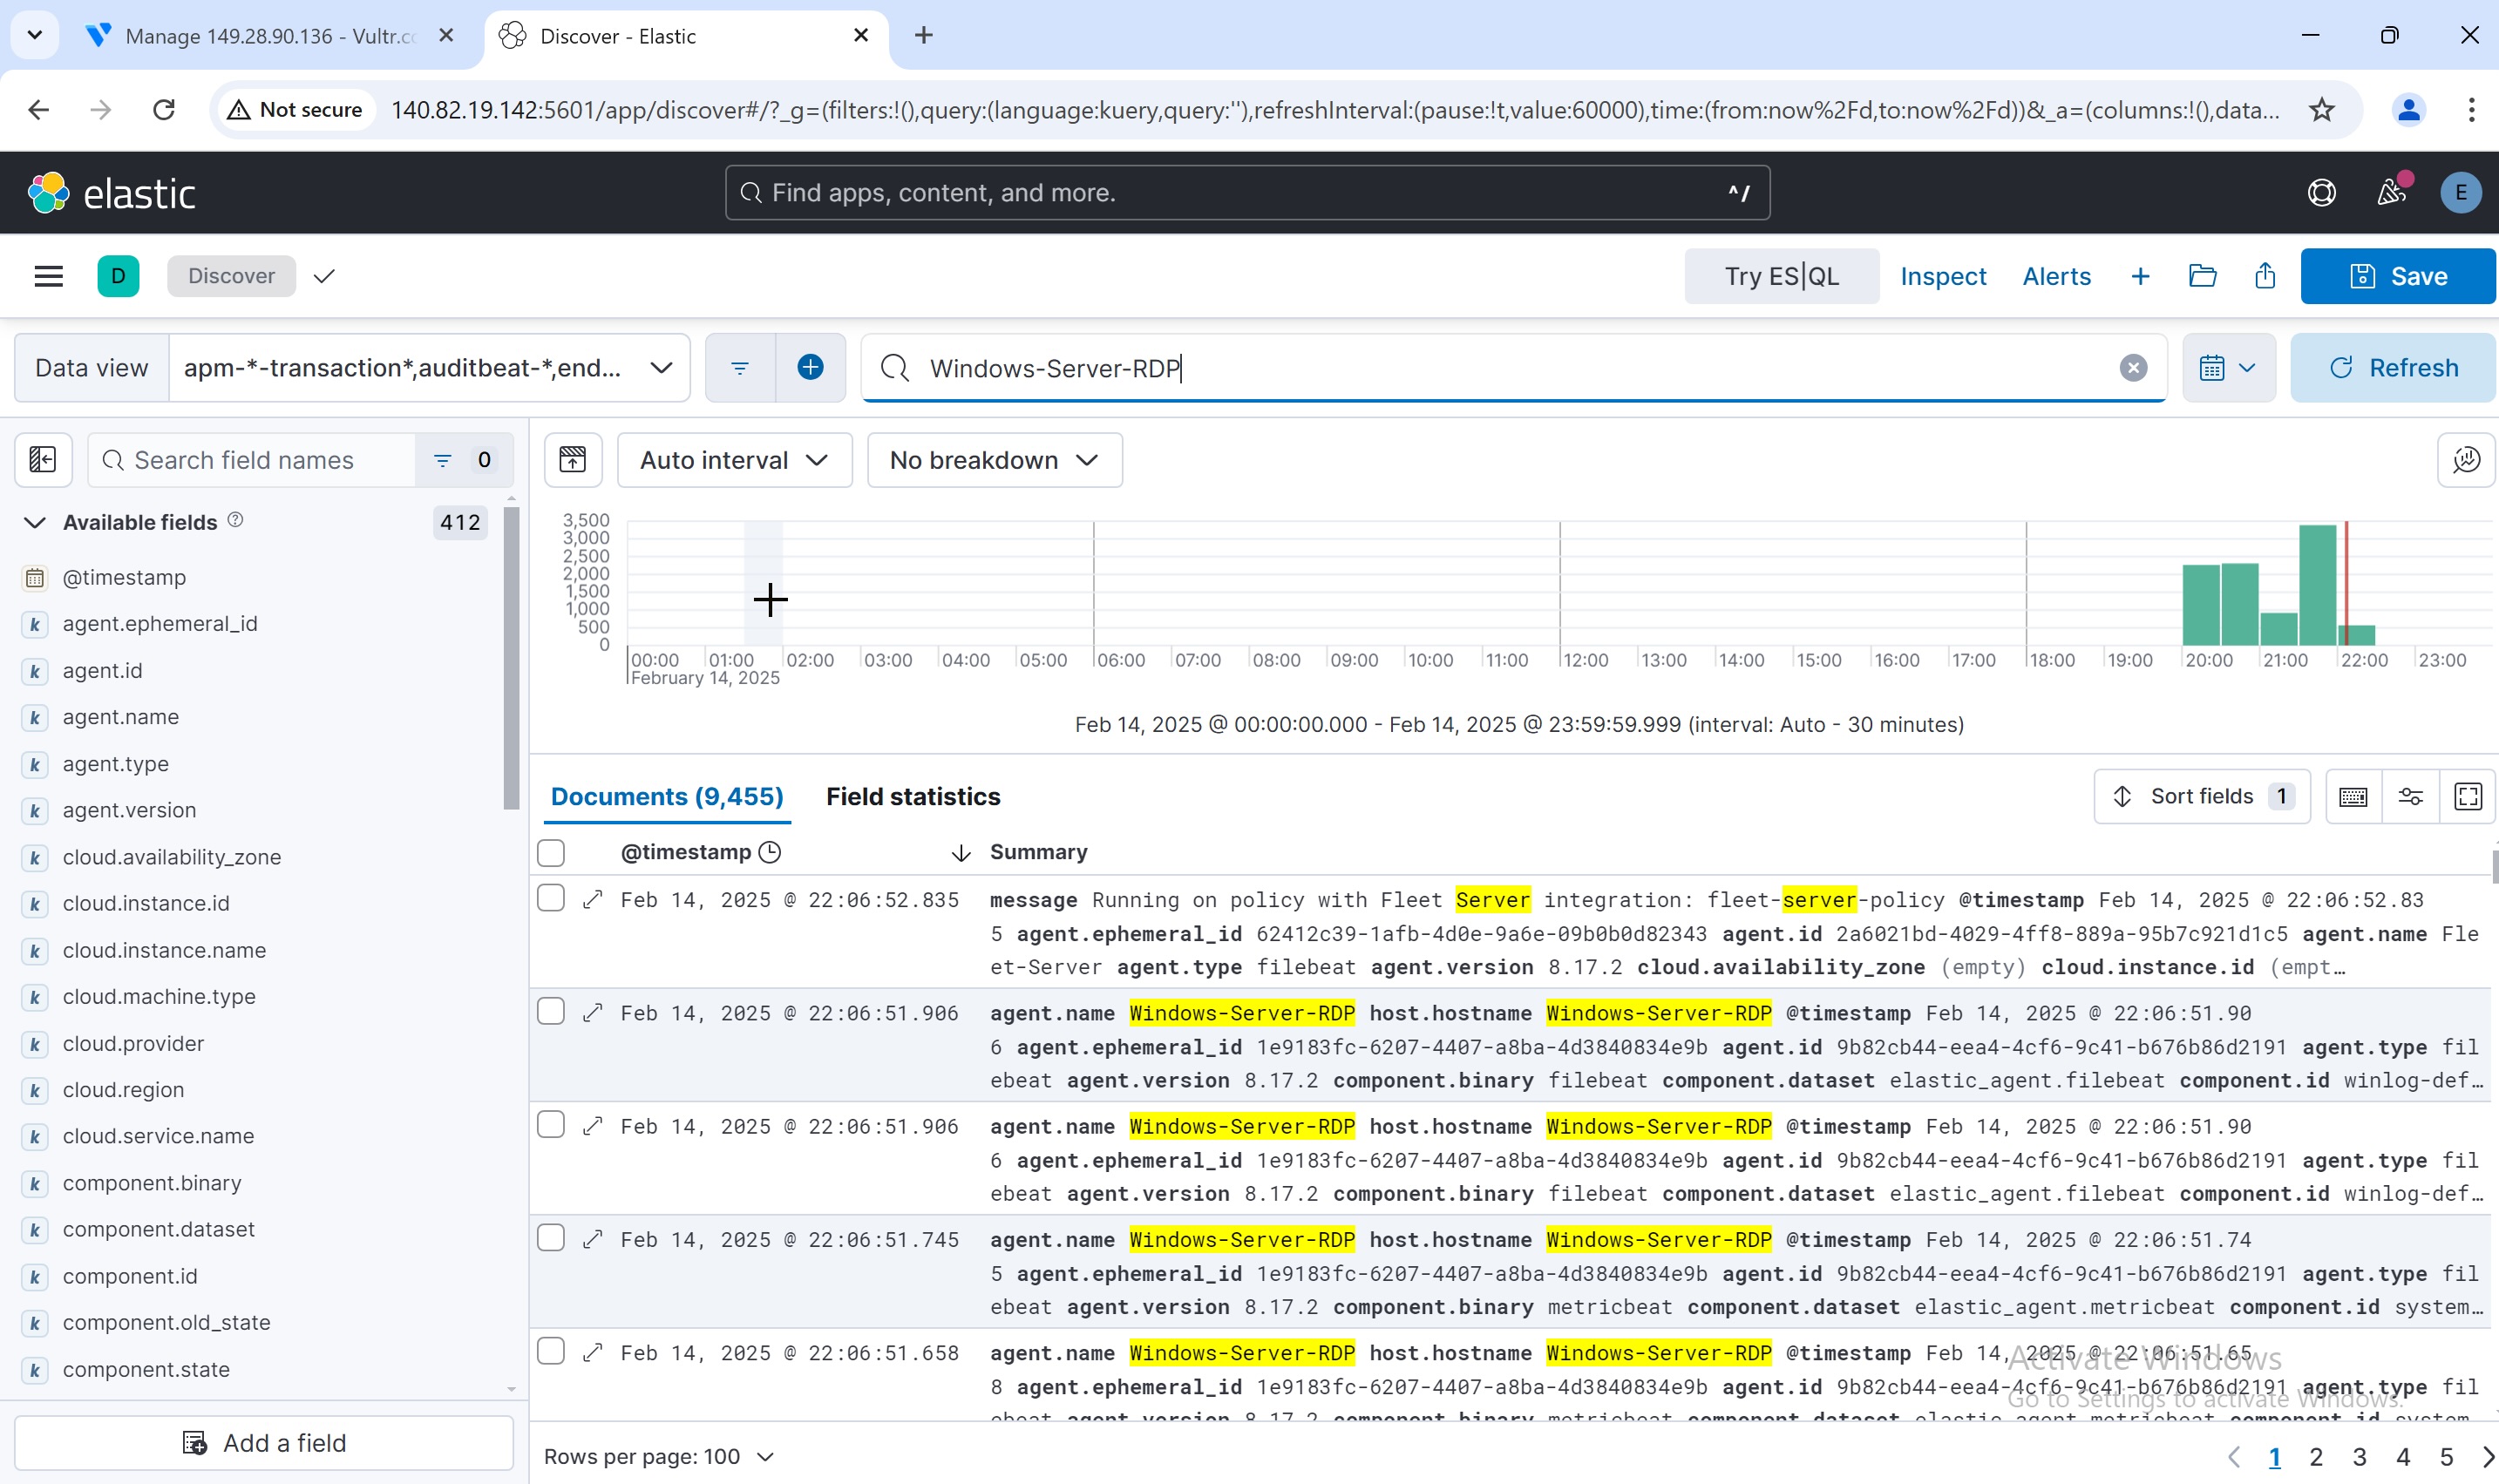 Manage 149.28.90.136 - Vultr.c
Discover - Elastic
Not secure
140.82.19.142:5601/app/discover#/?_g=(filters:!(),query:(language:kuery,query:''),refreshInterval:(pause:!t,value:60000),time:(from:now%2Fd,to:now%2Fd))&_a=(columns:!(),data...
elastic
Find apps, content, and more.
^/
E
D
Discover
Try ES|QL
Inspect
Alerts
Save
Data view
apm-*-transaction*,auditbeat-*,end...
Windows-Server-RDP
Refresh
Search field names
0
Auto interval
No breakdown
Available fields
412
@timestamp
k agent.ephemeral_id
k agent.id
k agent.name
k agent.type
k agent.version
k cloud.availability_zone
k cloud.instance.id
k cloud.instance.name
k cloud.machine.type
k cloud.provider
k cloud.region
k cloud.service.name
k component.binary
k component.dataset
k component.id
k component.old_state
k component.state
Add a field
3,500
3,000
2,500
2,000
1,500
1,000
500
0
00:00 01:00 02:00 03:00 04:00 05:00 06:00 07:00 08:00 09:00 10:00 11:00 12:00 13:00 14:00 15:00 16:00 17:00 18:00 19:00 20:00 21:00 22:00 23:00
February 14, 2025
Feb 14, 2025 @ 00:00:00.000 - Feb 14, 2025 @ 23:59:59.999 (interval: Auto - 30 minutes)
Documents (9,455)
Field statistics
Sort fields 1
@timestamp
Summary
Feb 14, 2025 @ 22:06:52.835
message Running on policy with Fleet Server integration: fleet-server-policy @timestamp Feb 14, 2025 @ 22:06:52.83
5 agent.ephemeral_id 62412c39-1afb-4d0e-9a6e-09b0b0d82343 agent.id 2a6021bd-4029-4ff8-889a-95b7c921d1c5 agent.name Fle
et-Server agent.type filebeat agent.version 8.17.2 cloud.availability_zone (empty) cloud.instance.id (empt…
Feb 14, 2025 @ 22:06:51.906
agent.name Windows-Server-RDP host.hostname Windows-Server-RDP @timestamp Feb 14, 2025 @ 22:06:51.90
6 agent.ephemeral_id 1e9183fc-6207-4407-a8ba-4d3840834e9b agent.id 9b82cb44-eea4-4cf6-9c41-b676b86d2191 agent.type fil
ebeat agent.version 8.17.2 component.binary filebeat component.dataset elastic_agent.filebeat component.id winlog-def…
Feb 14, 2025 @ 22:06:51.906
agent.name Windows-Server-RDP host.hostname Windows-Server-RDP @timestamp Feb 14, 2025 @ 22:06:51.90
6 agent.ephemeral_id 1e9183fc-6207-4407-a8ba-4d3840834e9b agent.id 9b82cb44-eea4-4cf6-9c41-b676b86d2191 agent.type fil
ebeat agent.version 8.17.2 component.binary filebeat component.dataset elastic_agent.filebeat component.id winlog-def…
Feb 14, 2025 @ 22:06:51.745
agent.name Windows-Server-RDP host.hostname Windows-Server-RDP @timestamp Feb 14, 2025 @ 22:06:51.74
5 agent.ephemeral_id 1e9183fc-6207-4407-a8ba-4d3840834e9b agent.id 9b82cb44-eea4-4cf6-9c41-b676b86d2191 agent.type fil
ebeat agent.version 8.17.2 component.binary metricbeat component.dataset elastic_agent.metricbeat component.id system…
Feb 14, 2025 @ 22:06:51.658
agent.name Windows-Server-RDP host.hostname Windows-Server-RDP @timestamp Feb 14, 2025 @ 22:06:51.65
8 agent.ephemeral_id 1e9183fc-6207-4407-a8ba-4d3840834e9b agent.id 9b82cb44-eea4-4cf6-9c41-b676b86d2191 agent.type fil
Activate Windows
Go to Settings to activate Windows.
Rows per page: 100
1 2 3 4 5